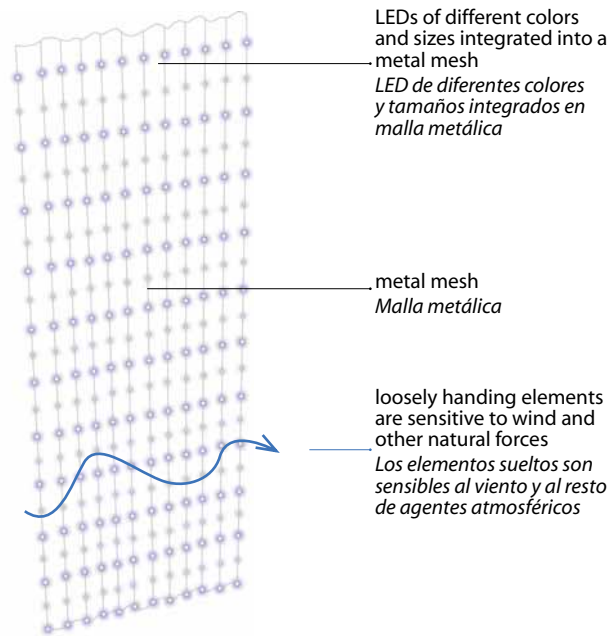 LEDs of different colors
and sizes integrated into a
metal mesh
LED de diferentes colores
y tamaños integrados en
malla metálica
metal mesh
Malla metálica
loosely handing elements
are sensitive to wind and
other natural forces
Los elementos sueltos son
sensibles al viento y al resto
de agentes atmosféricos